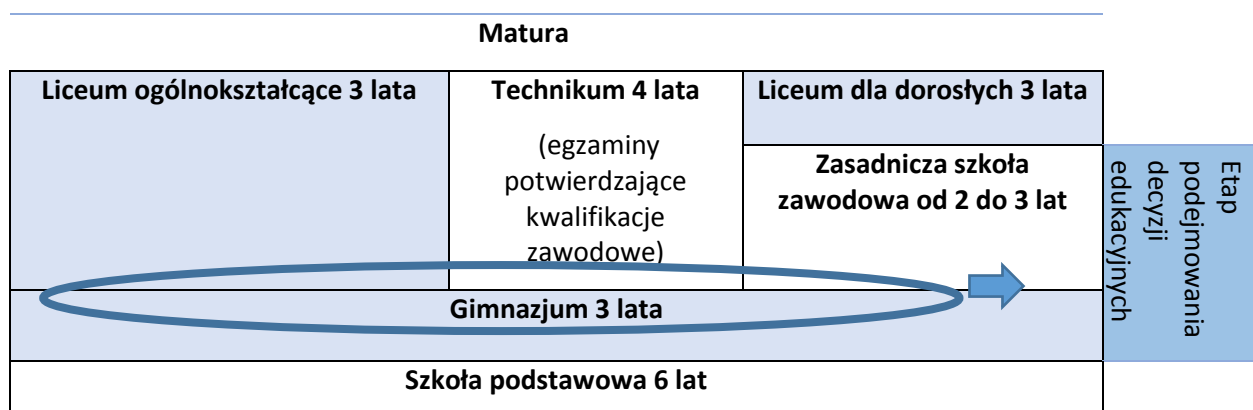 Matura
Liceum ogólnokształcące 3 lata
Technikum 4 lata
(egzaminy
potwierdzające
kwalifikacje
zawodowe)
Liceum dla dorosłych 3 lata
Zasadnicza szkoła
zawodowa od 2 do 3 lat
Etap
podejmowania
decyzji
edukacyjnych
Gimnazjum 3 lata
Szkoła podstawowa 6 lat